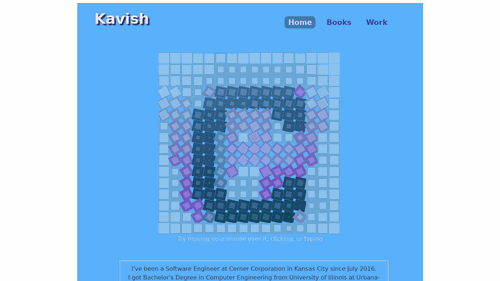 Kavish
Home Books Work
C
Try moving your mouse over it, clicking, or typing
I've been a Software Engineer at Cerner Corporation in Kansas City since July 2016.
I got Bachelor's Degree in Computer Engineering from University of Illinois at Urbana-